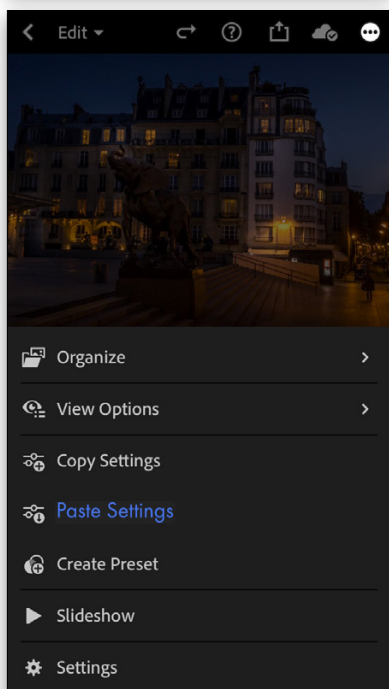 Edit
Organize
View Options
Copy Settings
Paste Settings
Create Preset
Slideshow
Settings